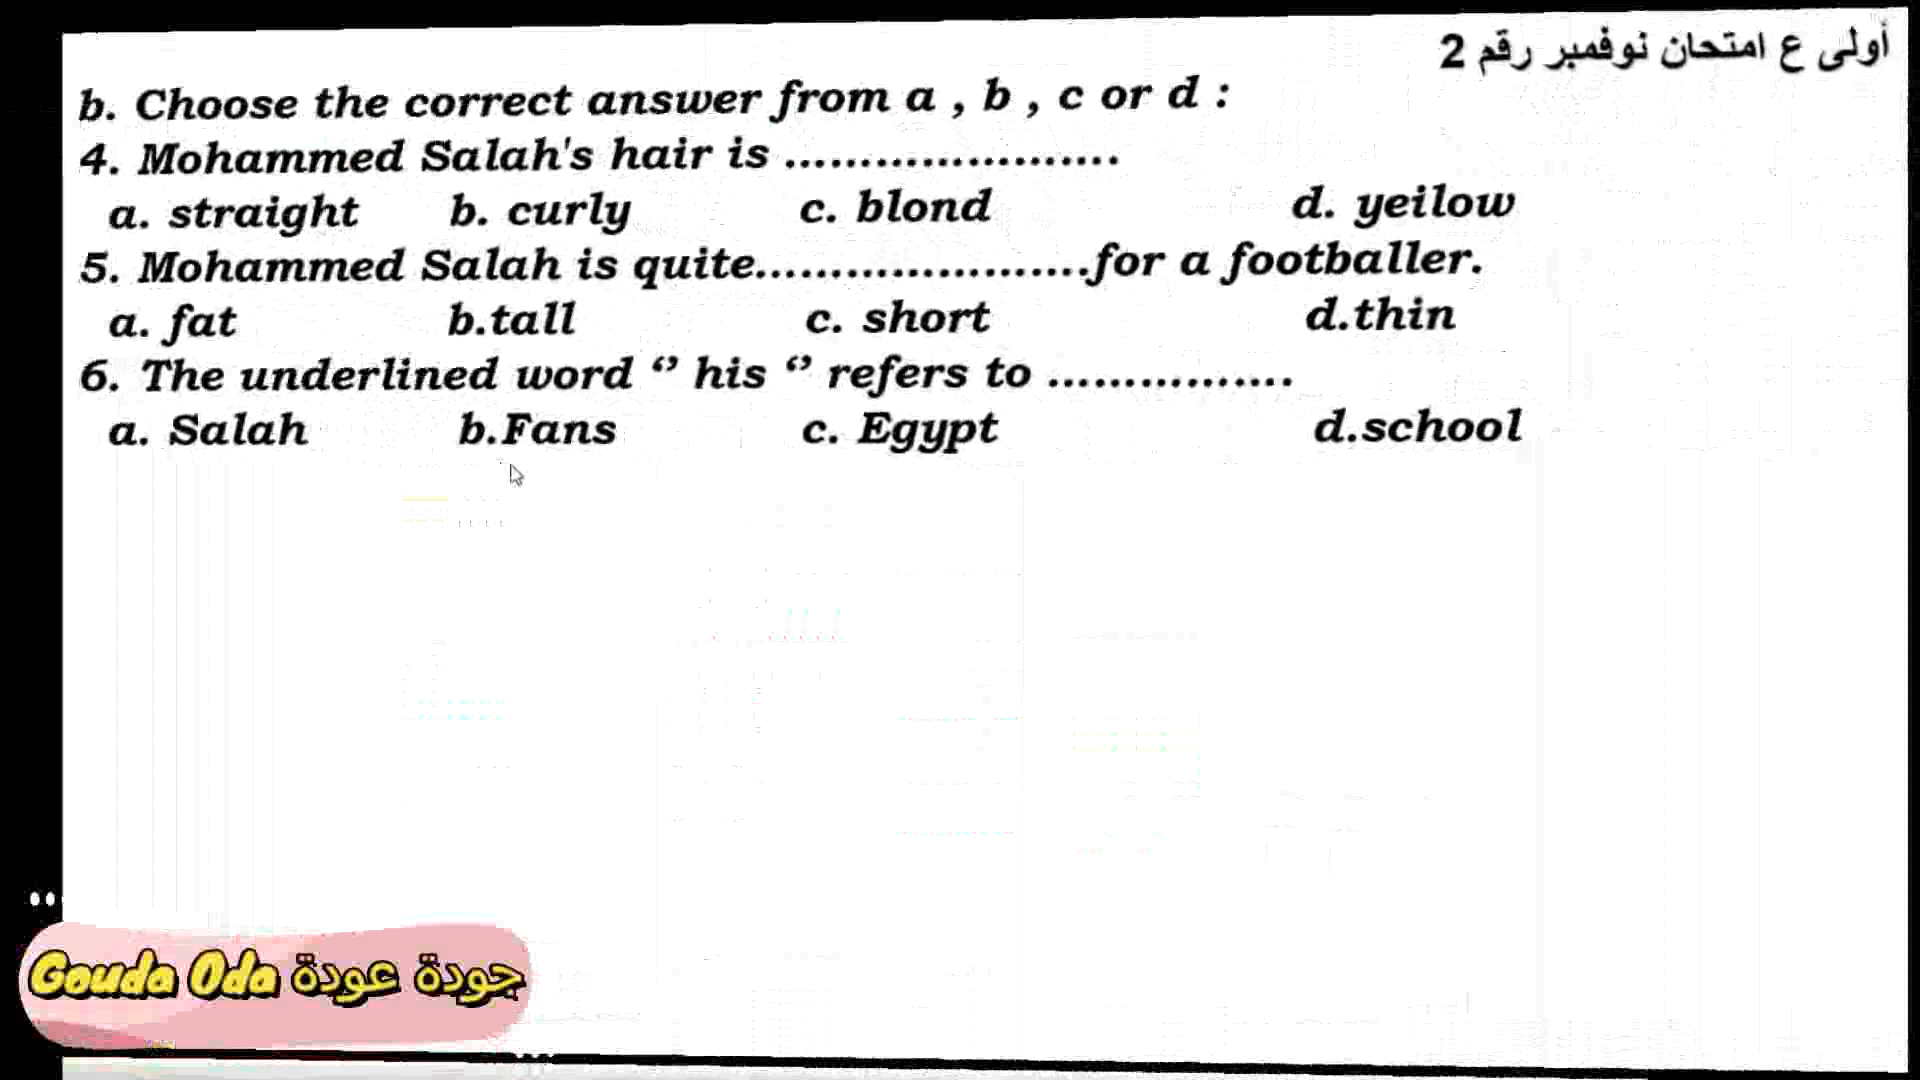 أولى ع امتحان نوفمبر رقم 2
b. Choose the correct answer from a , b , c or d :
4. Mohammed Salah's hair is ......................
a. straight b. curly c. blond d. yeilow
5. Mohammed Salah is quite......................for a footballer.
a. fat b.tall c. short d.thin
6. The underlined word ‘’ his ‘’ refers to ................
a. Salah b.Fans c. Egypt d.school
Gouda Oda جودة عودة